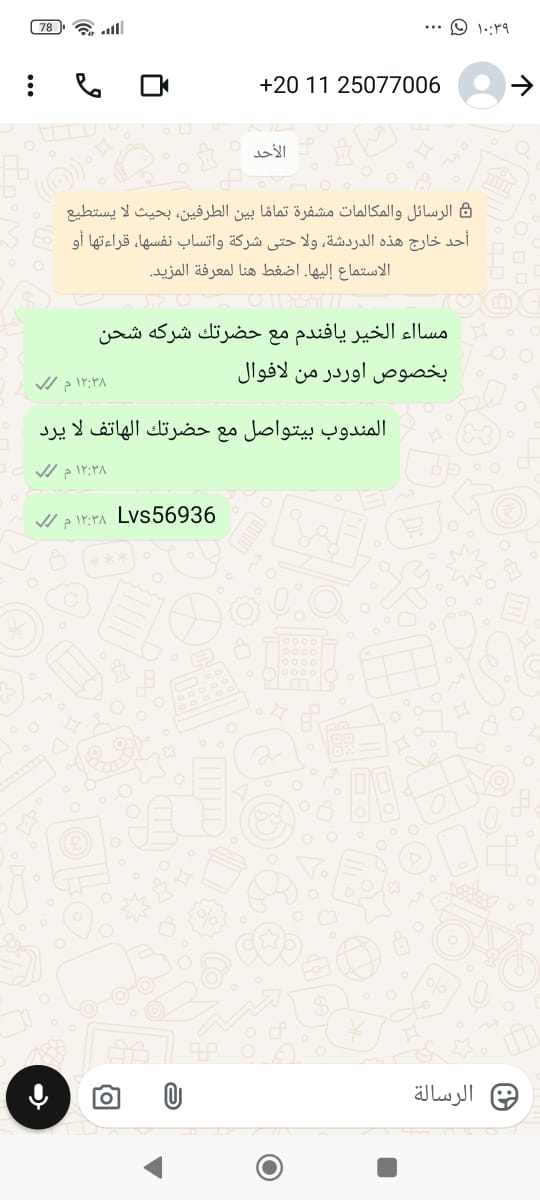 78
١٠:٣٩
+20 11 25077006
الأحد
الرسائل والمكالمات مشفرة تمامًا بين الطرفين، بحيث لا يستطيع
أحد خارج هذه الدردشة، ولا حتى شركة واتساب نفسها، قراءتها أو
الاستماع إليها. اضغط هنا لمعرفة المزيد.
مسااء الخير يافندم مع حضرتك شركه شحن
بخصوص اوردر من لافوال
١٢:٣٨ م
المندوب بيتواصل مع حضرتك الهاتف لا يرد
١٢:٣٨ م
Lvs56936
١٢:٣٨ م
الرسالة